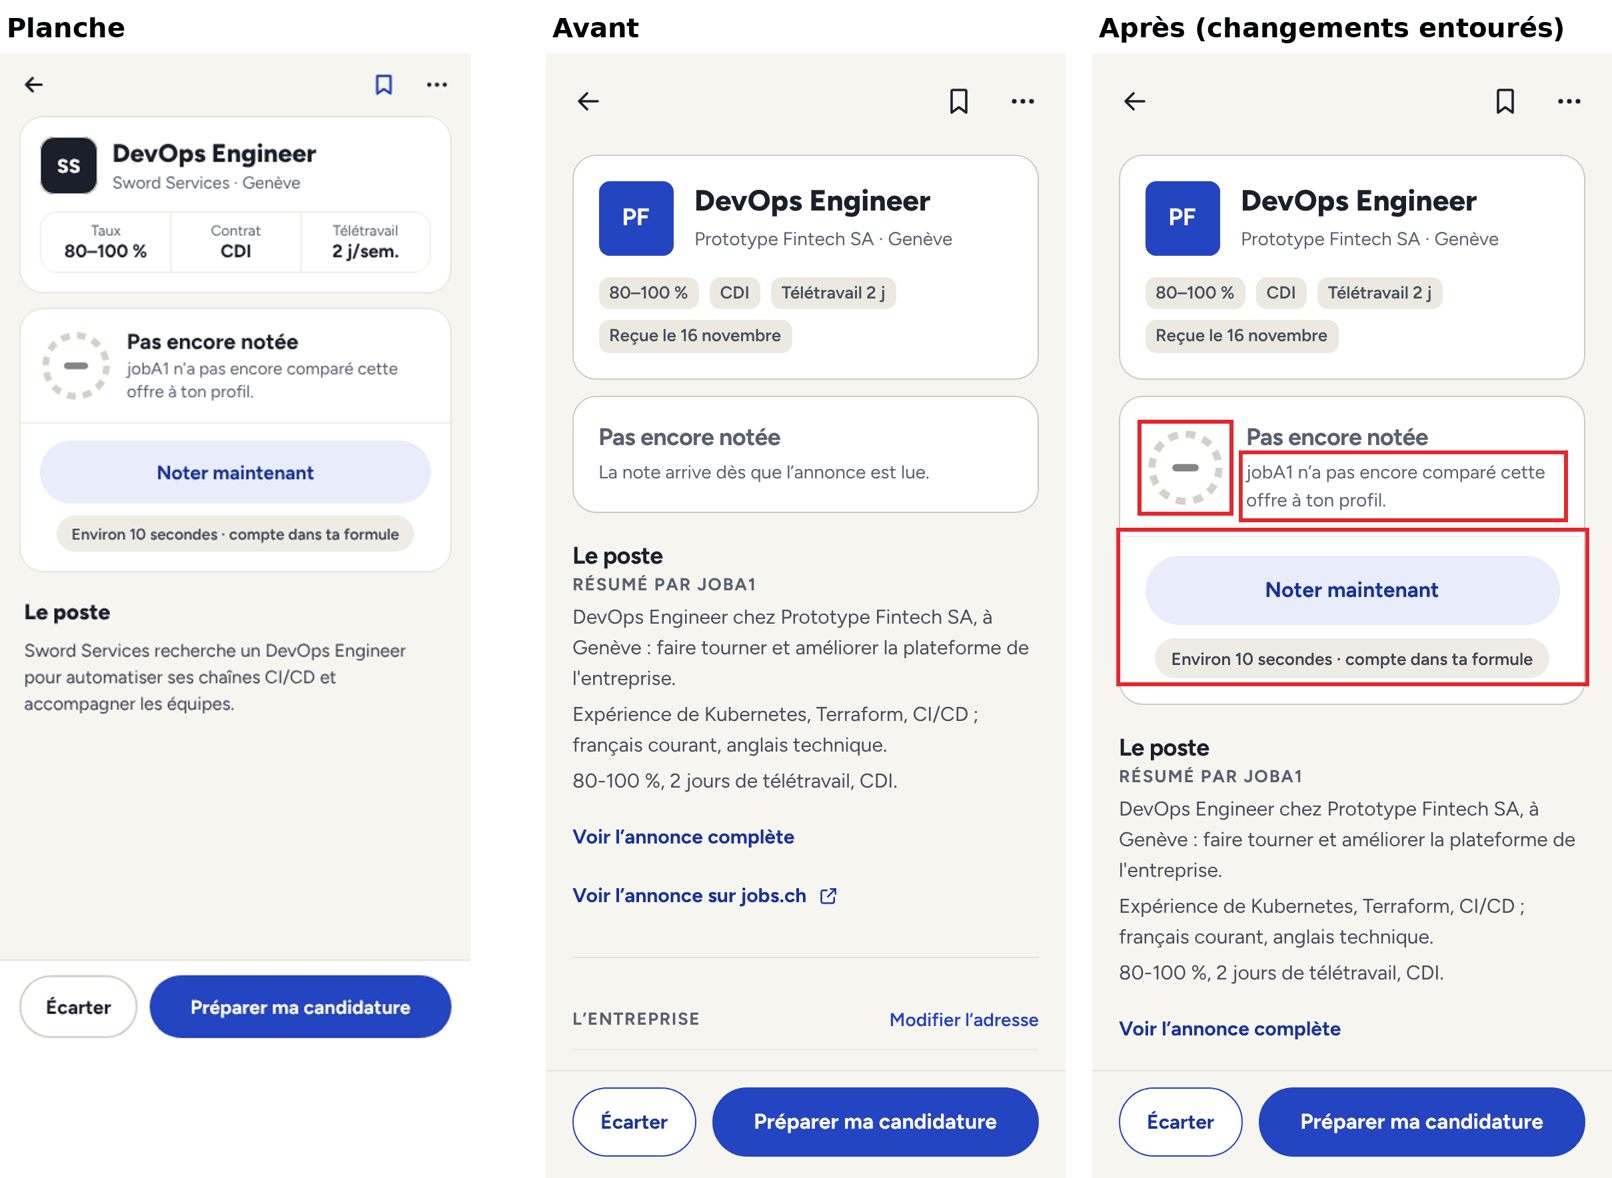 Planche
SS
DevOps Engineer
Sword Services · Genève
Taux
80–100 %
Contrat
CDI
Télétravail
2 j/sem.
Pas encore notée
jobA1 n'a pas encore comparé cette
offre à ton profil.
Noter maintenant
Environ 10 secondes · compte dans ta formule
Le poste
Sword Services recherche un DevOps Engineer
pour automatiser ses chaînes CI/CD et
accompagner les équipes.
Écarter
Préparer ma candidature
Avant
PF
DevOps Engineer
Prototype Fintech SA · Genève
80–100 %
CDI
Télétravail 2 j
Reçue le 16 novembre
Pas encore notée
La note arrive dès que l’annonce est lue.
Le poste
RÉSUMÉ PAR JOBA1
DevOps Engineer chez Prototype Fintech SA, à
Genève : faire tourner et améliorer la plateforme de
l'entreprise.
Expérience de Kubernetes, Terraform, CI/CD ;
français courant, anglais technique.
80-100 %, 2 jours de télétravail, CDI.
Voir l’annonce complète
Voir l’annonce sur jobs.ch
L’ENTREPRISE
Modifier l’adresse
Écarter
Préparer ma candidature
Après (changements entourés)
PF
DevOps Engineer
Prototype Fintech SA · Genève
80–100 %
CDI
Télétravail 2 j
Reçue le 16 novembre
Pas encore notée
jobA1 n’a pas encore comparé cette
offre à ton profil.
Noter maintenant
Environ 10 secondes · compte dans ta formule
Le poste
RÉSUMÉ PAR JOBA1
DevOps Engineer chez Prototype Fintech SA, à
Genève : faire tourner et améliorer la plateforme de
l'entreprise.
Expérience de Kubernetes, Terraform, CI/CD ;
français courant, anglais technique.
80-100 %, 2 jours de télétravail, CDI.
Voir l’annonce complète
Écarter
Préparer ma candidature